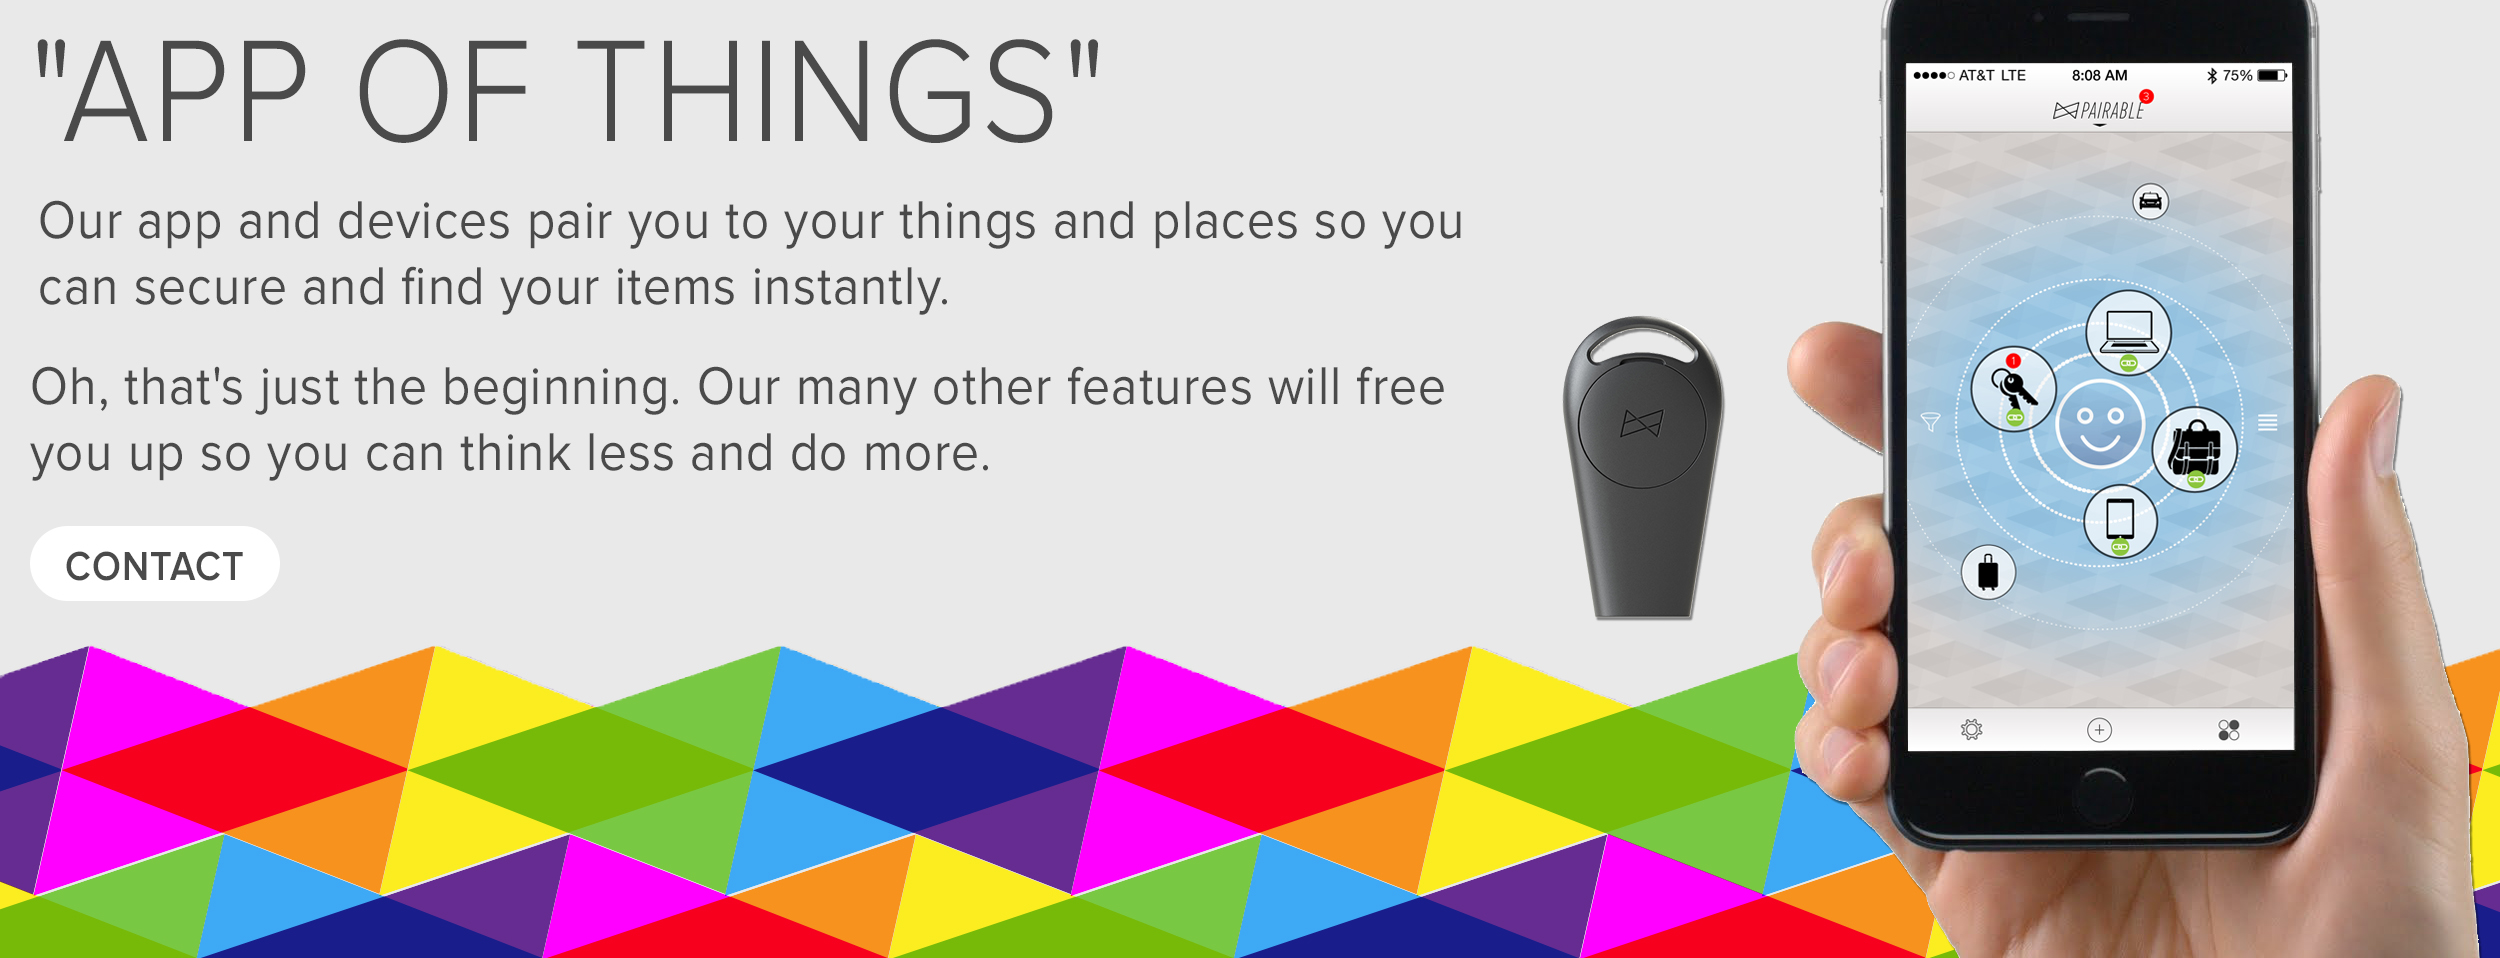 "APP OF THINGS"
Our app and devices pair you to your things and places so you
can secure and find your items instantly.
Oh, that's just the beginning. Our many other features will free
you up so you can think less and do more.
CONTACT
AT&T LTE 8:08 AM 75%
PAIRABLE 3
1